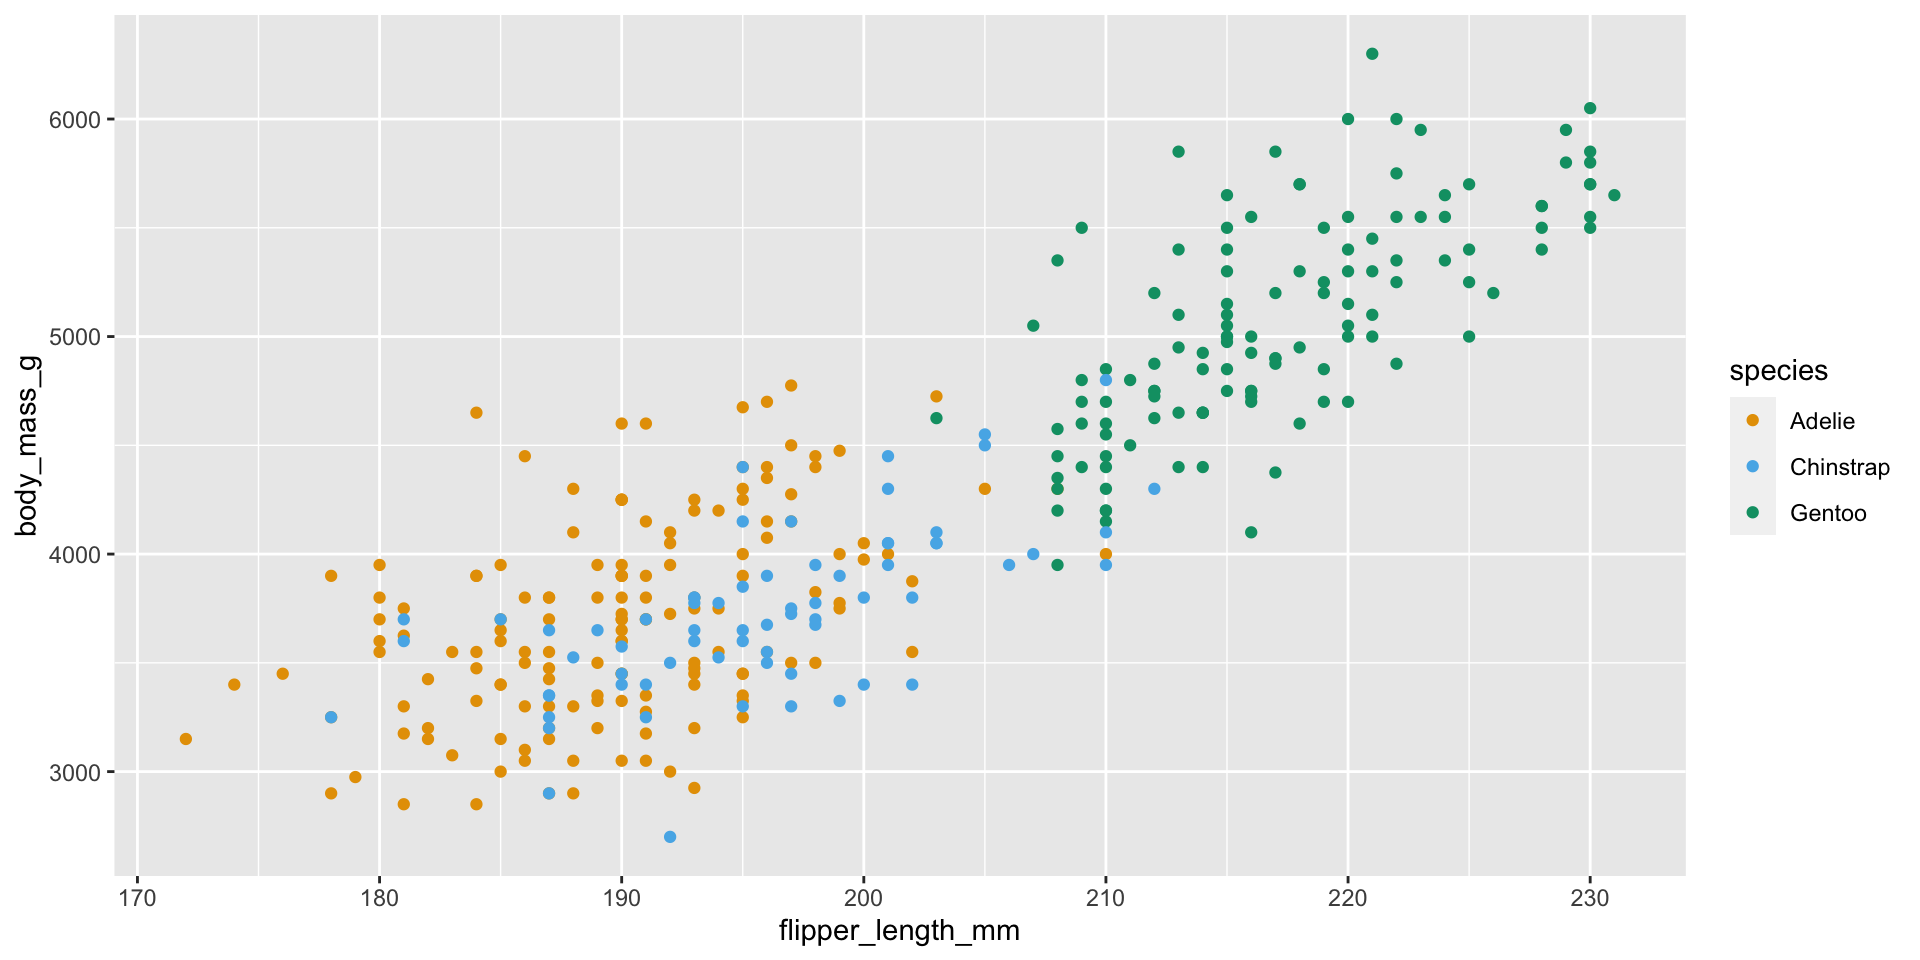 6000
5000
4000
3000
body_mass_g
170 180 190 200 210 220 230
flipper_length_mm
species
Adelie
Chinstrap
Gentoo